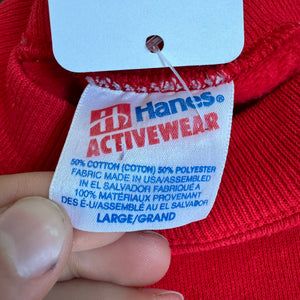 Hanes®
ACTIVEWEAR
50% COTTON (COTON) 50% POLYESTER
FABRIC MADE IN USA/ASSEMBLED
IN EL SALVADOR FABRIQUÉ A
100% MATÉRIAUX PROVENANT
DES É-U/ASSEMBLÉ AU EL SALVADOR
LARGE/GRAND